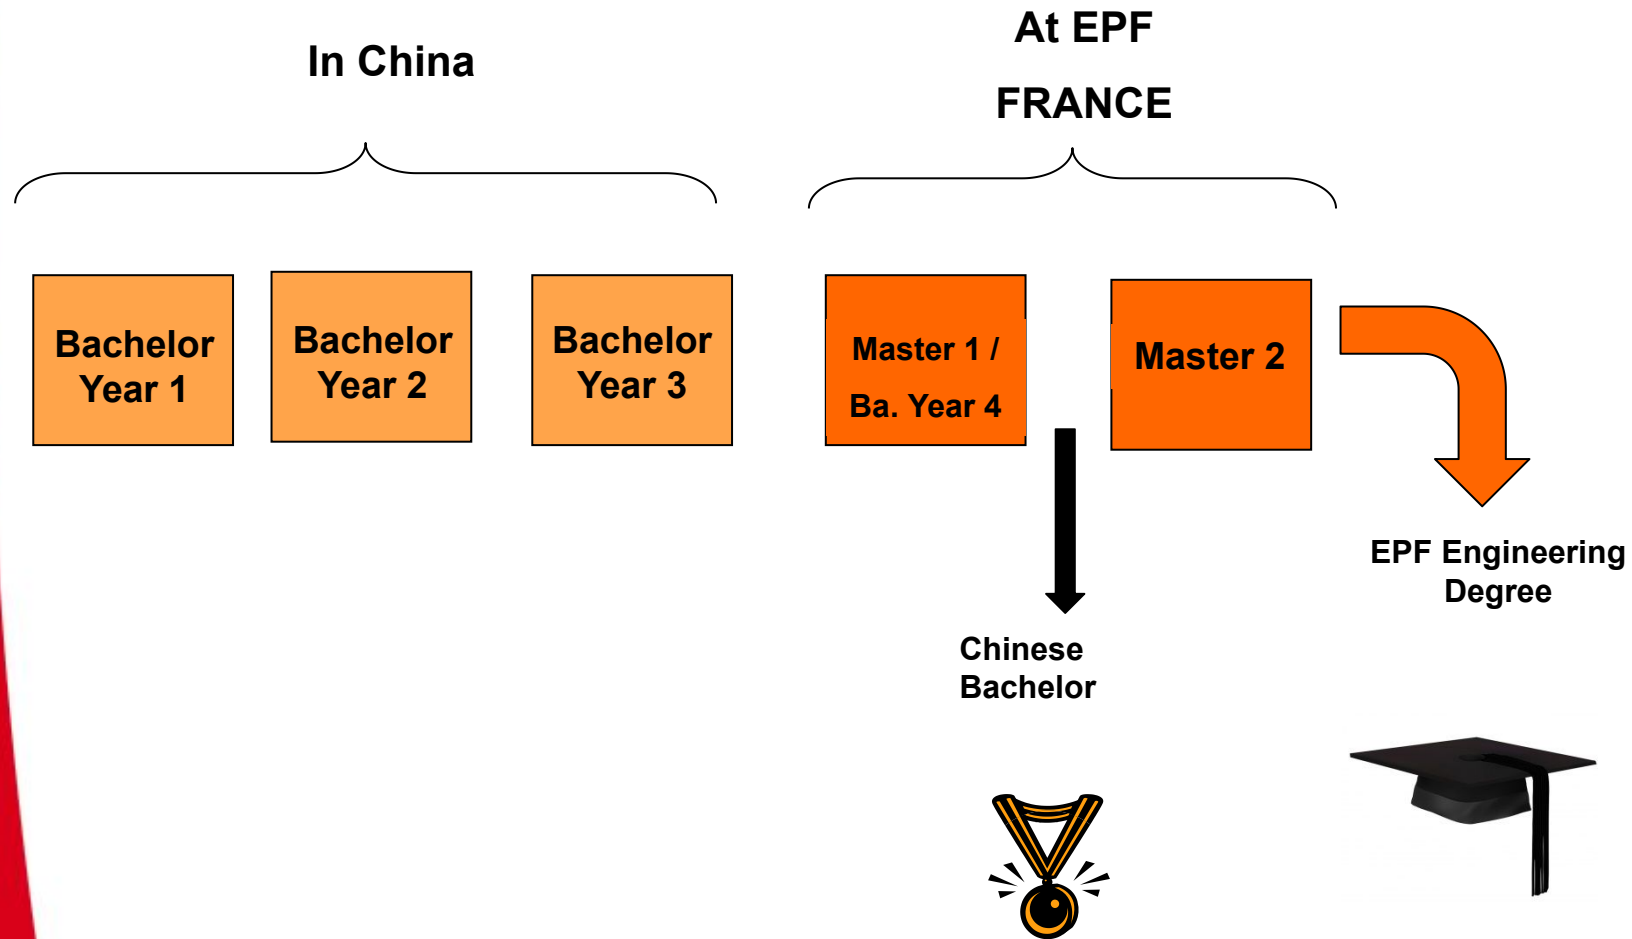 In China
At EPF
FRANCE
Bachelor
Year 1
Bachelor
Year 2
Bachelor
Year 3
Master 1 /
Ba. Year 4
Master 2
EPF Engineering
Degree
Chinese
Bachelor